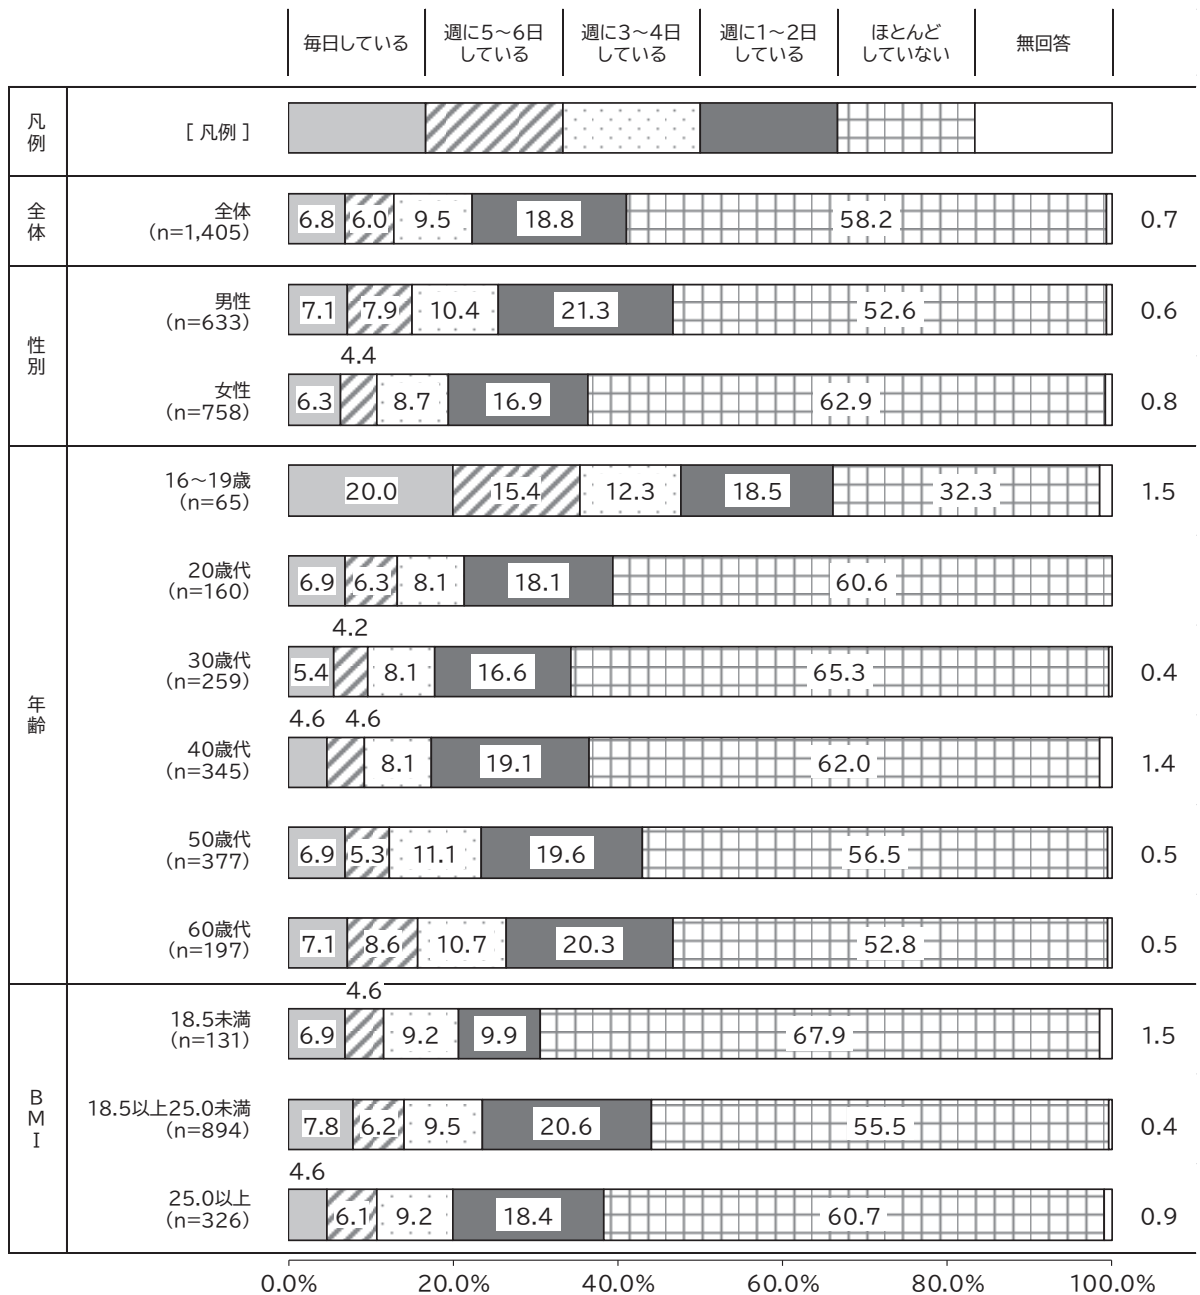 毎日している
週に5～6日
している
週に3～4日
している
週に1～2日
している
ほとんど
していない
無回答
凡例
[ 凡例 ]
全体
全体
(n=1,405)
6.8 6.0 9.5 18.8 58.2 0.7
性別
男性
(n=633)
7.1 7.9 10.4 21.3 52.6 0.6
4.4
女性
(n=758)
6.3 8.7 16.9 62.9 0.8
年齢
16～19歳
(n=65)
20.0 15.4 12.3 18.5 32.3 1.5
20歳代
(n=160)
6.9 6.3 8.1 18.1 60.6
4.2
30歳代
(n=259)
5.4 8.1 16.6 65.3 0.4
4.6 4.6
40歳代
(n=345)
8.1 19.1 62.0 1.4
50歳代
(n=377)
6.9 5.3 11.1 19.6 56.5 0.5
60歳代
(n=197)
7.1 8.6 10.7 20.3 52.8 0.5
BMI
4.6
18.5未満
(n=131)
6.9 9.2 9.9 67.9 1.5
18.5以上25.0未満
(n=894)
7.8 6.2 9.5 20.6 55.5 0.4
4.6
25.0以上
(n=326)
6.1 9.2 18.4 60.7 0.9
0.0% 20.0% 40.0% 60.0% 80.0% 100.0%